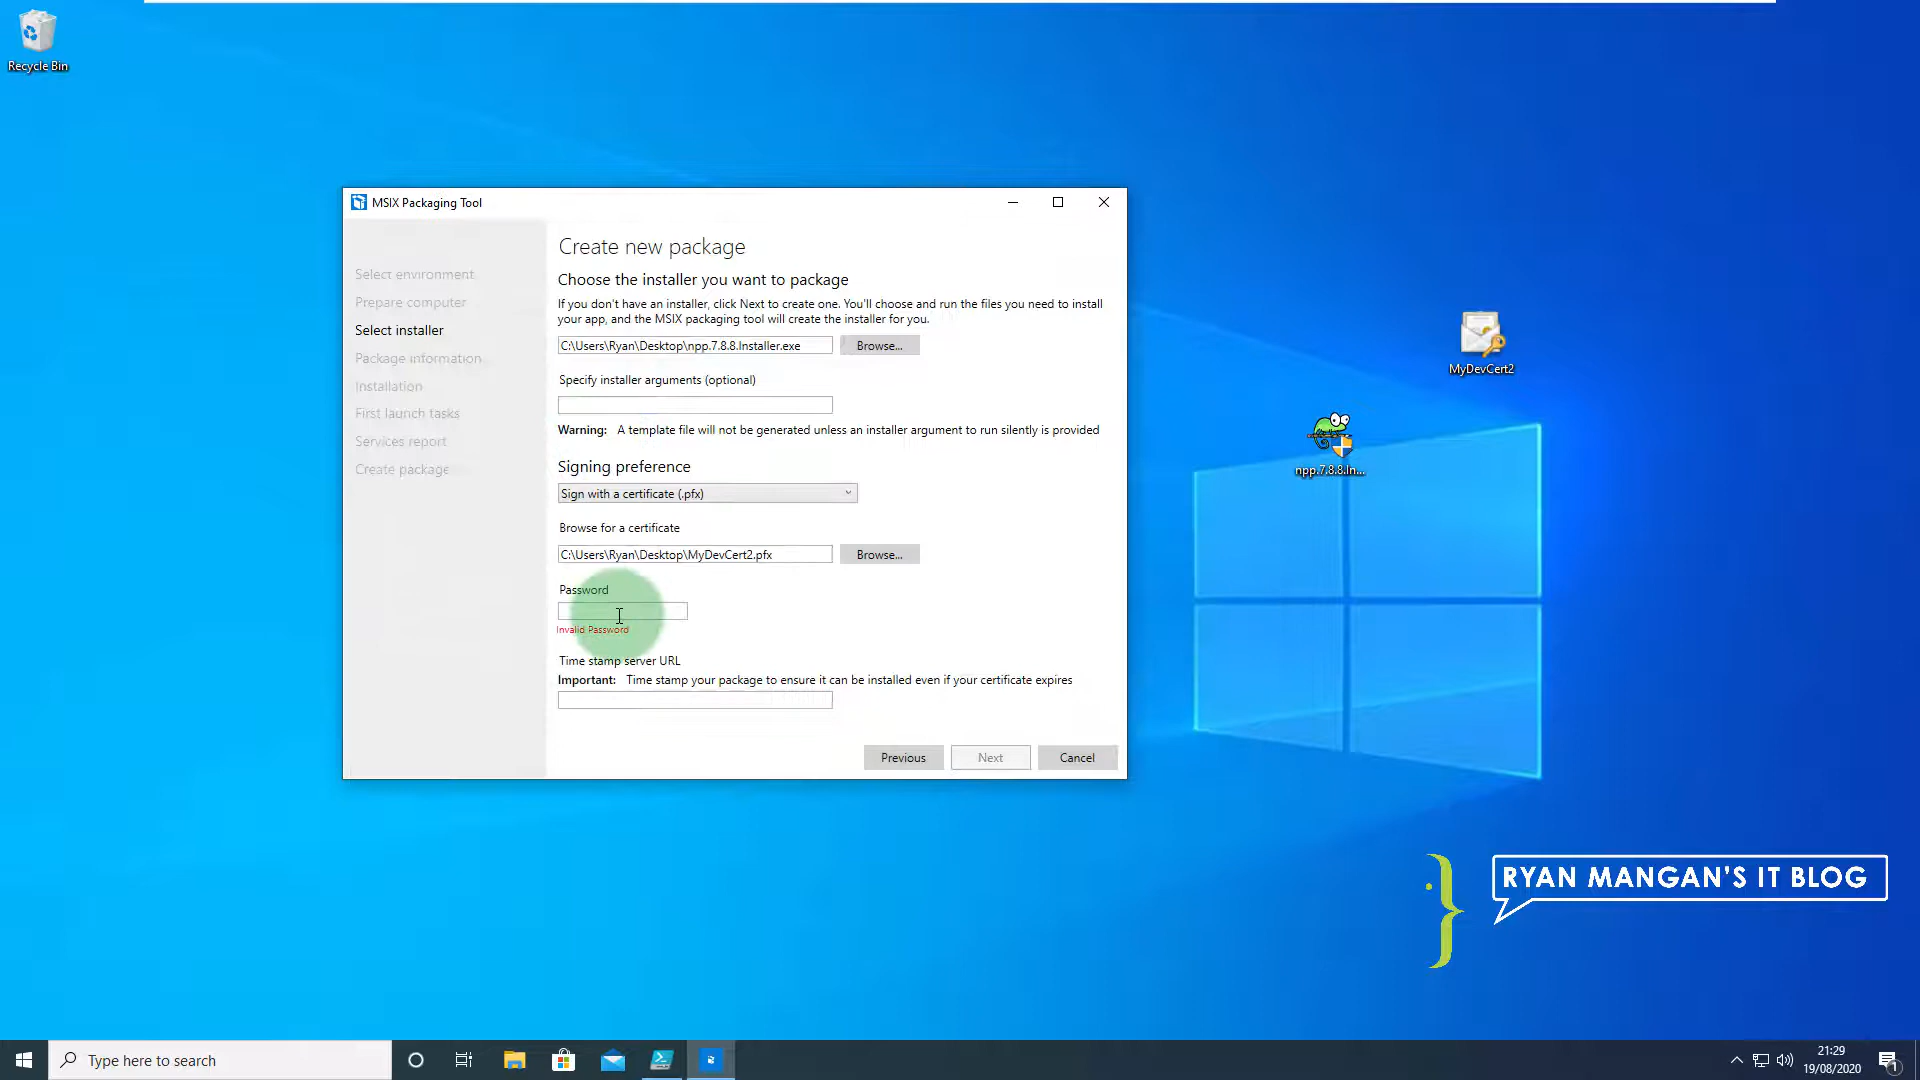 Recycle Bin
MSIX Packaging Tool
Select environment
Prepare computer
Select installer
Package information
Installation
First launch tasks
Services report
Create package
Create new package
Choose the installer you want to package
If you don't have an installer, click Next to create one. You'll choose and run the files you need to install
your app, and the MSIX packaging tool will create the installer for you.
C:\Users\Ryan\Desktop\npp.7.8.8.Installer.exe
Browse...
Specify installer arguments (optional)
Warning: A template file will not be generated unless an installer argument to run silently is provided
Signing preference
Sign with a certificate (.pfx)
Browse for a certificate
C:\Users\Ryan\Desktop\MyDevCert2.pfx
Browse...
Password
Invalid Password
Time stamp server URL
Important: Time stamp your package to ensure it can be installed even if your certificate expires
Previous
Next
Cancel
MyDevCert2
npp.7.8.8.In...
RYAN MANGAN'S IT BLOG
Type here to search
21:29
19/08/2020
1